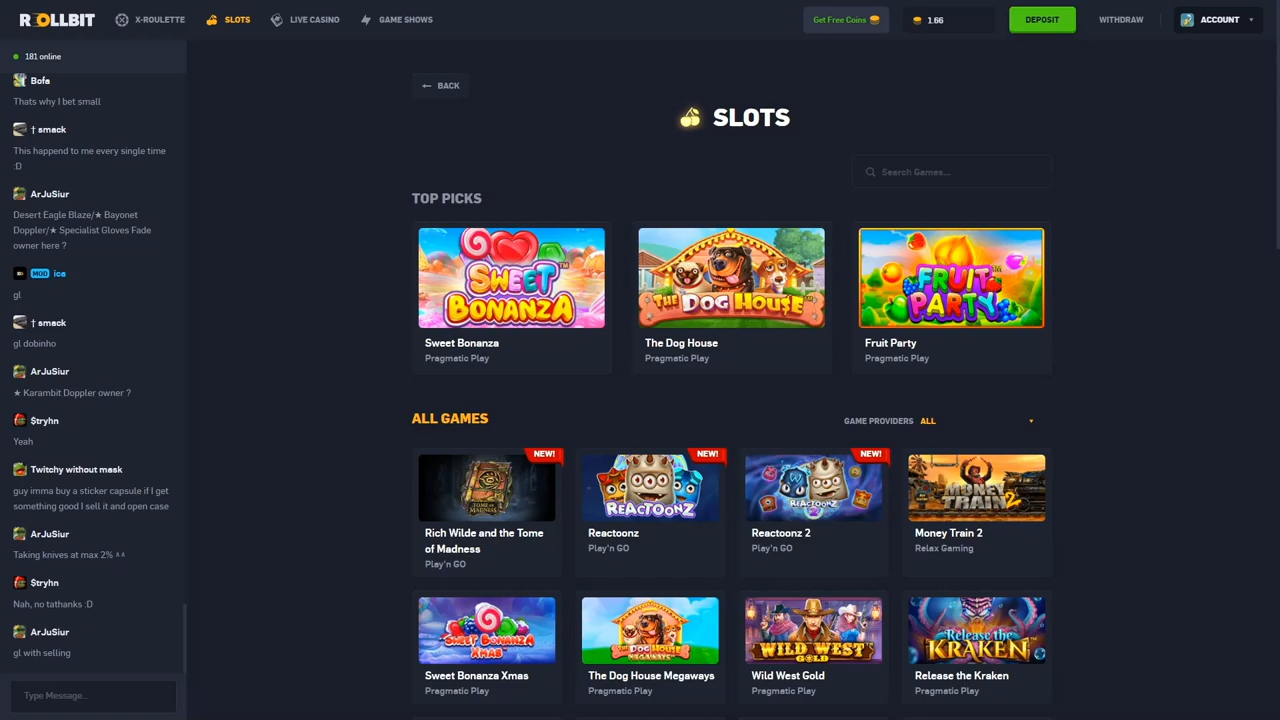 ROLLBIT
X-ROULETTE
SLOTS
LIVE CASINO
GAME SHOWS
Get Free Coins
1.66
DEPOSIT
WITHDRAW
ACCOUNT
181 online
Bofa
Thats why I bet small
† smack
This happend to me every single time
:D
ArJuSiur
Desert Eagle Blaze/★ Bayonet
Doppler/★ Specialist Gloves Fade
owner here ?
MOD ica
gl
† smack
gl dobinho
ArJuSiur
★ Karambit Doppler owner ?
$tryhn
Yeah
Twitchy without mask
guy imma buy a sticker capsule if I get
something good I sell it and open case
ArJuSiur
Taking knives at max 2% ^^
$tryhn
Nah, no tathanks :D
ArJuSiur
gl with selling
Type Message...
← BACK
SLOTS
Search Games...
TOP PICKS
SWEET
BONANZA
TM
Sweet Bonanza
Pragmatic Play
THE DOG HOUSE
The Dog House
Pragmatic Play
FRUIT
PARTY
Fruit Party
Pragmatic Play
ALL GAMES
GAME PROVIDERS ALL
NEW!
TOME OF
MADNESS
Rich Wilde and the Tome
of Madness
Play'n GO
NEW!
REACTOONZ
Reactoonz
Play'n GO
NEW!
REACTOONZ
Reactoonz 2
Play'n GO
MONEY
TRAIN 2
Money Train 2
Relax Gaming
SWEET BONANZA
XMAS
Sweet Bonanza Xmas
Pragmatic Play
THE DOG HOUSE
MEGAWAYS
The Dog House Megaways
Pragmatic Play
WILD WEST
GOLD
Wild West Gold
Pragmatic Play
Release the
KRAKEN
Release the Kraken
Pragmatic Play